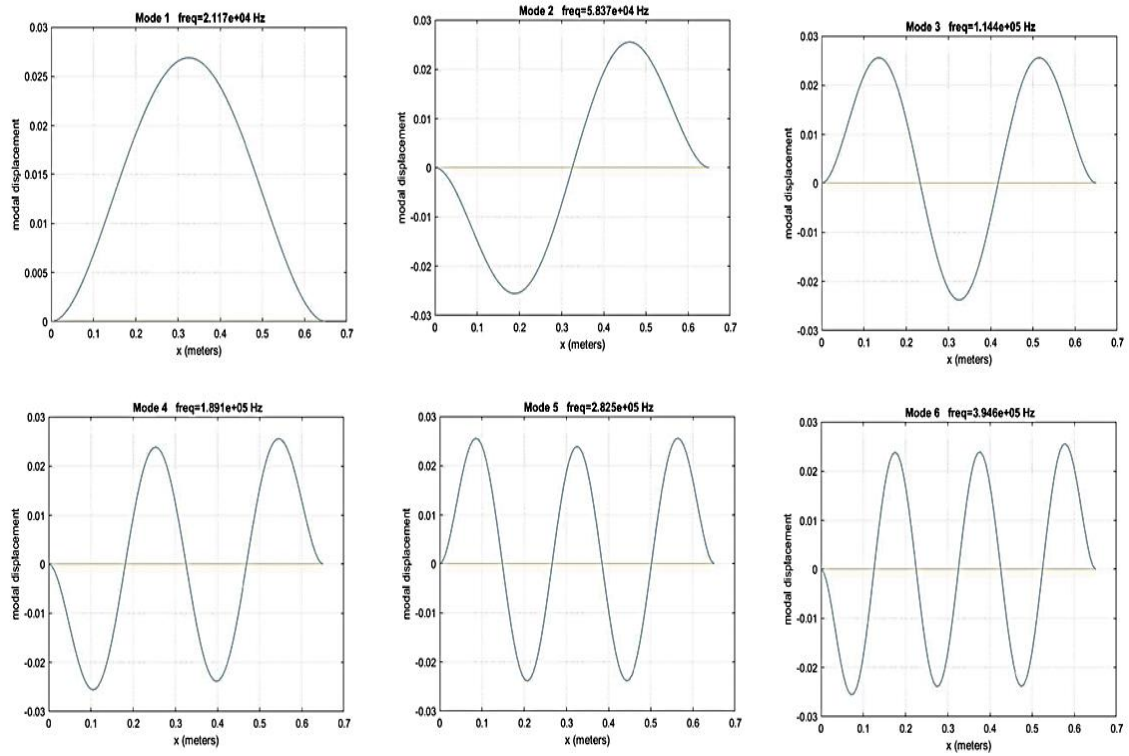 Mode 1 freq=2.117e+04 Hz
0.03
0.025
0.02
0.015
0.01
0.005
0
modal displacement
0 0.1 0.2 0.3 0.4 0.5 0.6 0.7
x (meters)
Mode 2 freq=5.837e+04 Hz
0.03
0.02
0.01
0
-0.01
-0.02
-0.03
modal displacement
0 0.1 0.2 0.3 0.4 0.5 0.6 0.7
x (meters)
Mode 3 freq=1.144e+05 Hz
0.03
0.02
0.01
0
-0.01
-0.02
-0.03
modal displacement
0 0.1 0.2 0.3 0.4 0.5 0.6 0.7
x (meters)
Mode 4 freq=1.891e+05 Hz
0.03
0.02
0.01
0
-0.01
-0.02
-0.03
modal displacement
0 0.1 0.2 0.3 0.4 0.5 0.6 0.7
x (meters)
Mode 5 freq=2.825e+05 Hz
0.03
0.02
0.01
0
-0.01
-0.02
-0.03
modal displacement
0 0.1 0.2 0.3 0.4 0.5 0.6 0.7
x (meters)
Mode 6 freq=3.946e+05 Hz
0.03
0.02
0.01
0
-0.01
-0.02
-0.03
modal displacement
0 0.1 0.2 0.3 0.4 0.5 0.6 0.7
x (meters)